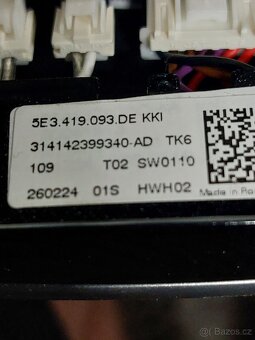 5E3.419.093.DE KKI
314142399340-AD TK6
109 T02 SW0110
260224 01S HWH02
Made in
Bazos.cz